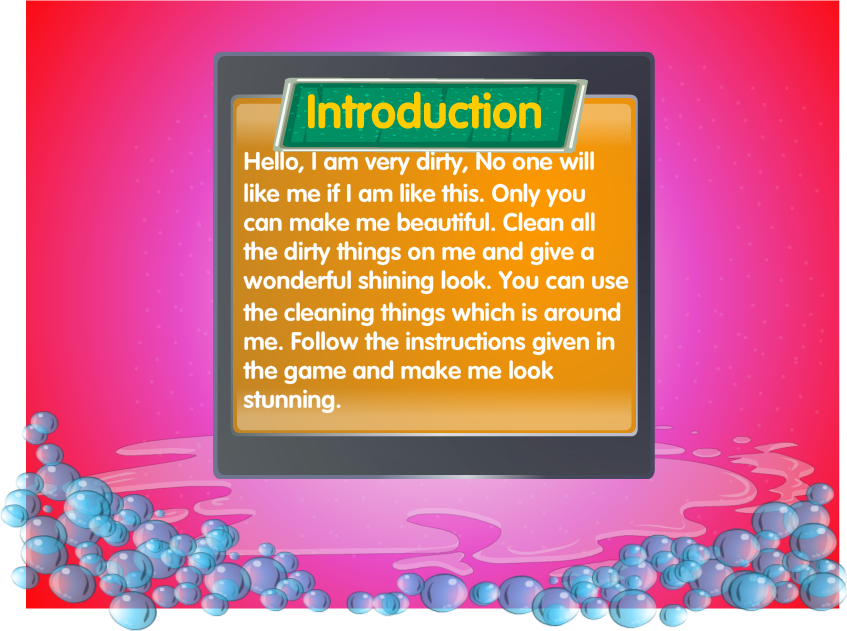 Introduction
Hello, I am very dirty, No one will
like me if I am like this. Only you
can make me beautiful. Clean all
the dirty things on me and give a
wonderful shining look. You can use
the cleaning things which is around
me. Follow the instructions given in
the game and make me look
stunning.